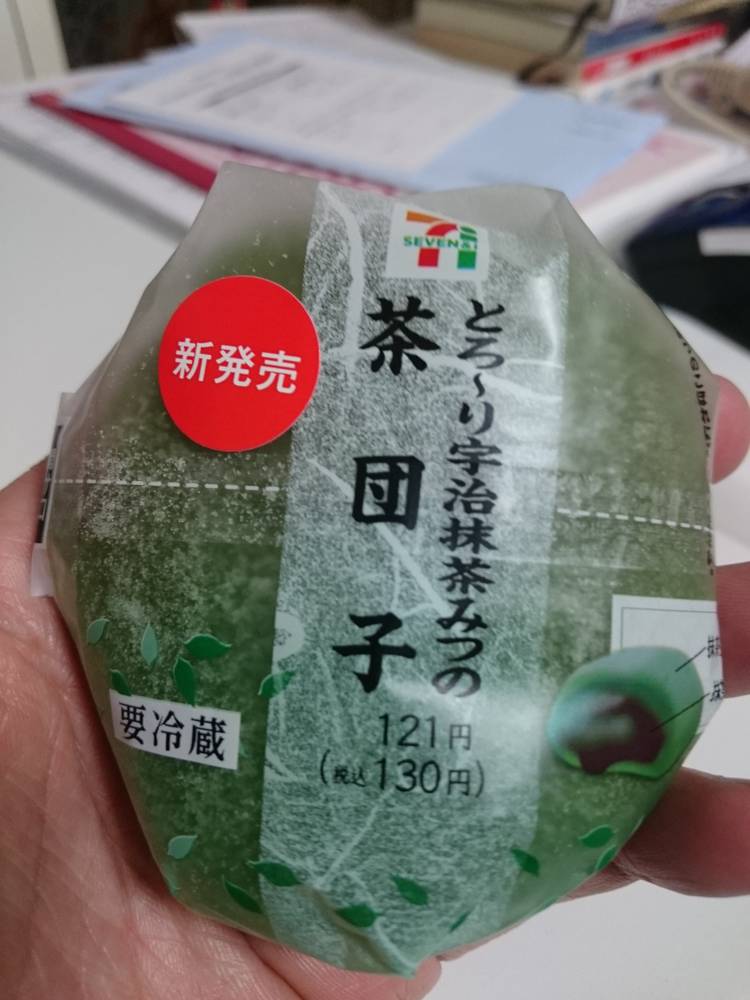 SEVEN&i
新発売
とろ～り宇治抹茶みつの
茶団子
121円
(税込130円)
要冷蔵